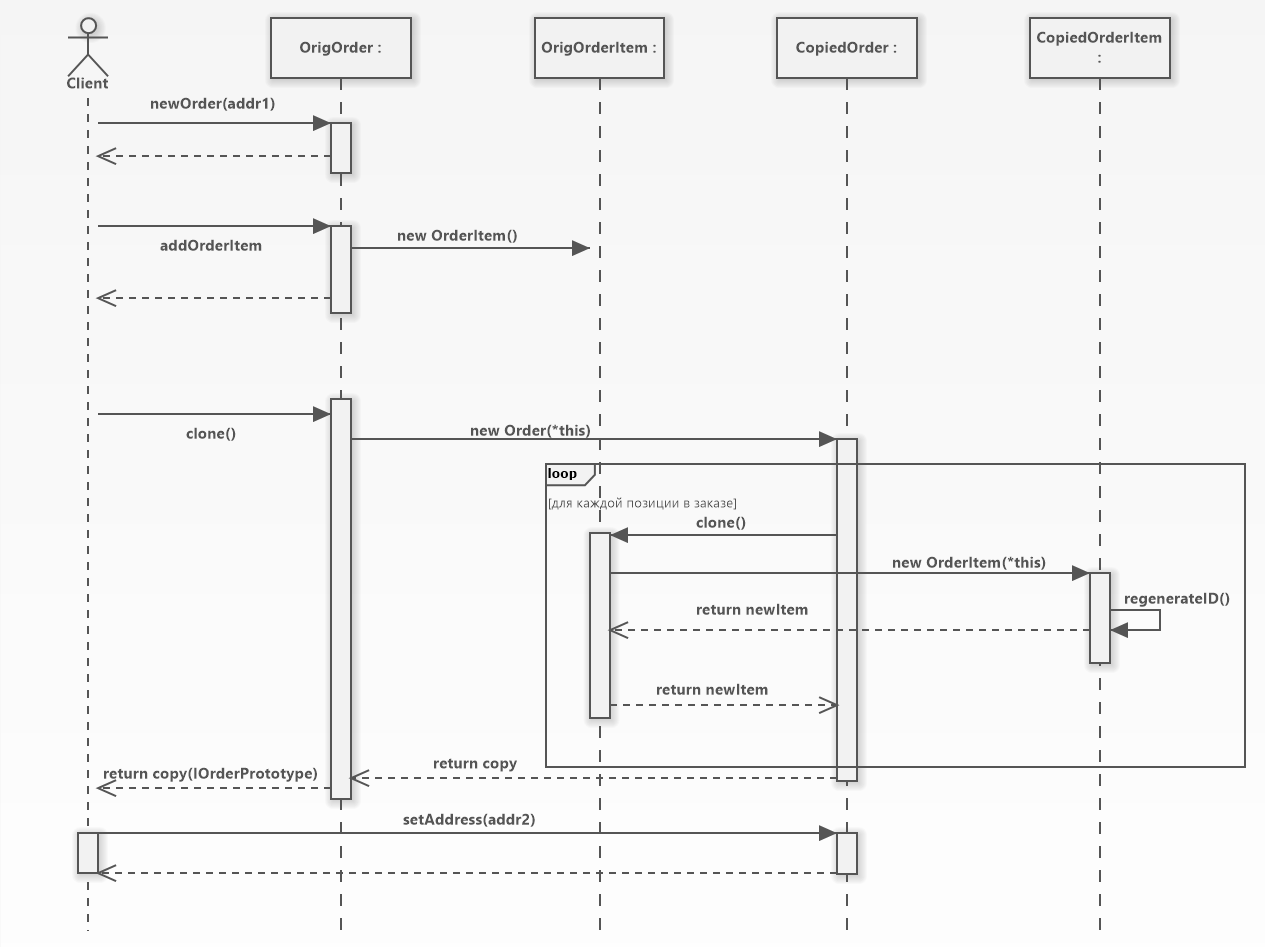 Client
OrigOrder :
OrigOrderItem :
CopiedOrder :
CopiedOrderItem
:
newOrder(addr1)
addOrderItem
new OrderItem()
clone()
new Order(*this)
loop
[для каждой позиции в заказе]
clone()
new OrderItem(*this)
regenerateID()
return newItem
return newItem
return copy
return copy(IOrderPrototype)
setAddress(addr2)